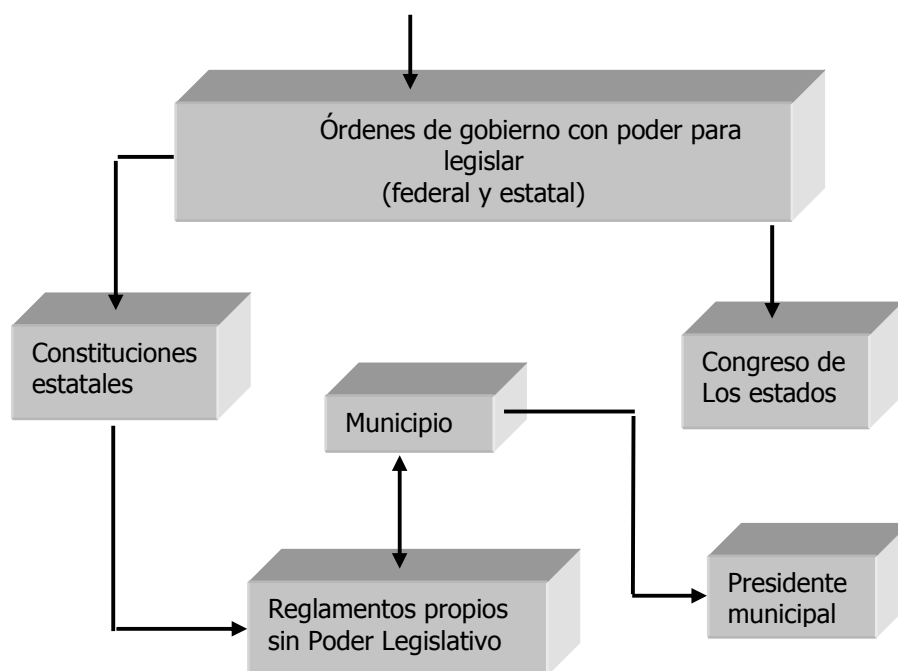 Órdenes de gobierno con poder para
legislar
(federal y estatal)
Constituciones
estatales
Congreso de
Los estados
Municipio
Reglamentos propios
sin Poder Legislativo
Presidente
municipal